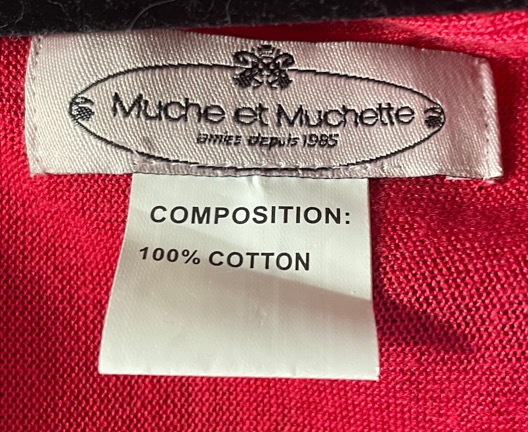 Muche et Muchette
amies depuis 1985
COMPOSITION:
100% COTTON